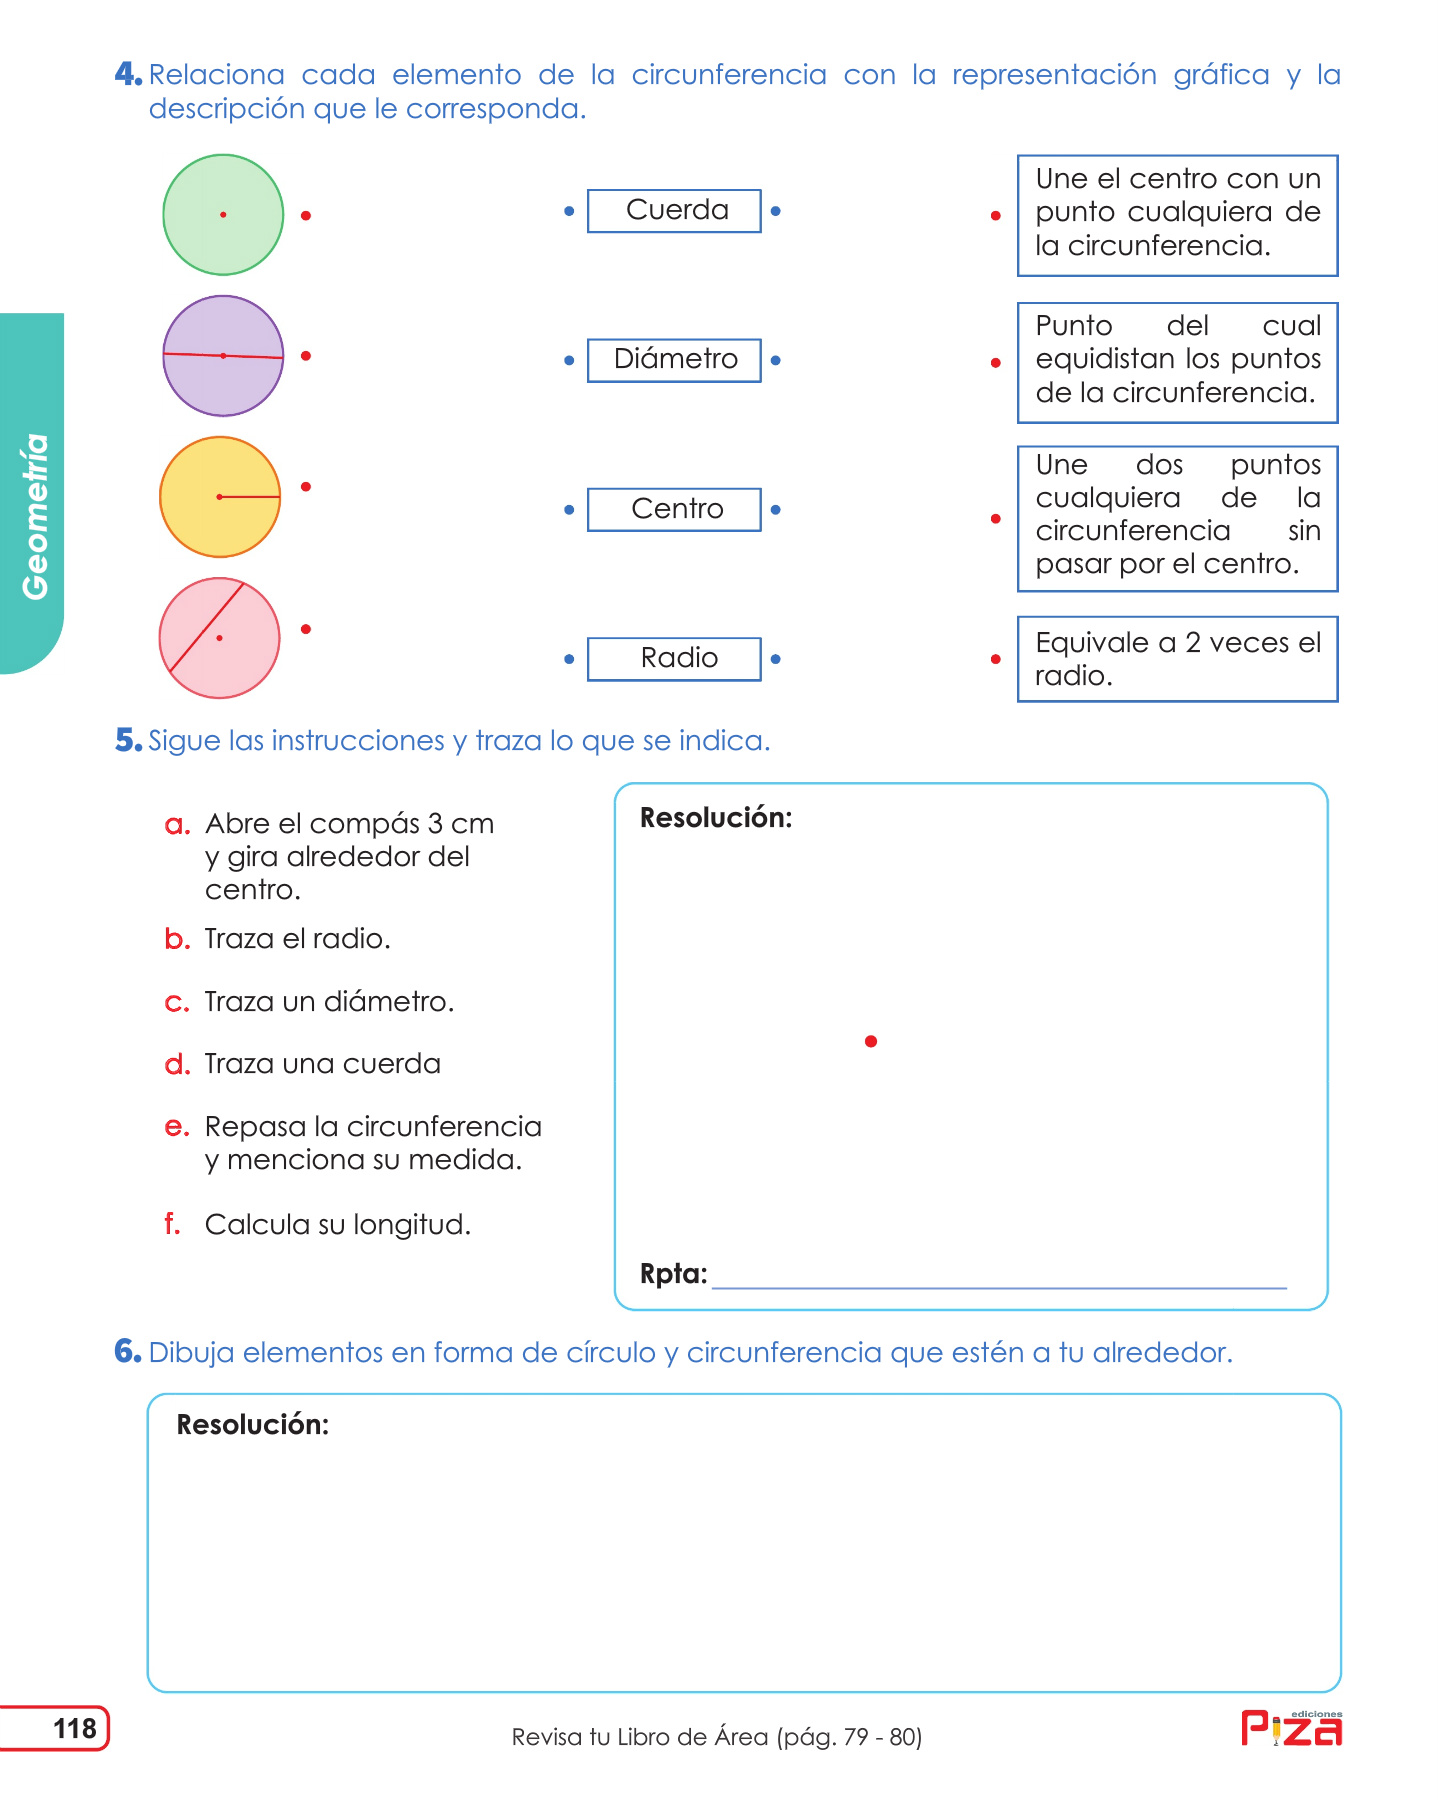 4. Relaciona cada elemento de la circunferencia con la representación gráfica y la
descripción que le corresponda.
Cuerda
Diámetro
Centro
Radio
Une el centro con un
punto cualquiera de
la circunferencia.
Punto del cual
equidistan los puntos
de la circunferencia.
Une dos puntos
cualquiera de la
circunferencia sin
pasar por el centro.
Equivale a 2 veces el
radio.
Geometría
5. Sigue las instrucciones y traza lo que se indica.
a. Abre el compás 3 cm
y gira alrededor del
centro.
b. Traza el radio.
c. Traza un diámetro.
d. Traza una cuerda
e. Repasa la circunferencia
y menciona su medida.
f. Calcula su longitud.
Resolución:
Rpta:
6. Dibuja elementos en forma de círculo y circunferencia que estén a tu alrededor.
Resolución:
118
Revisa tu Libro de Área (pág. 79 - 80)
ediciones
Piza